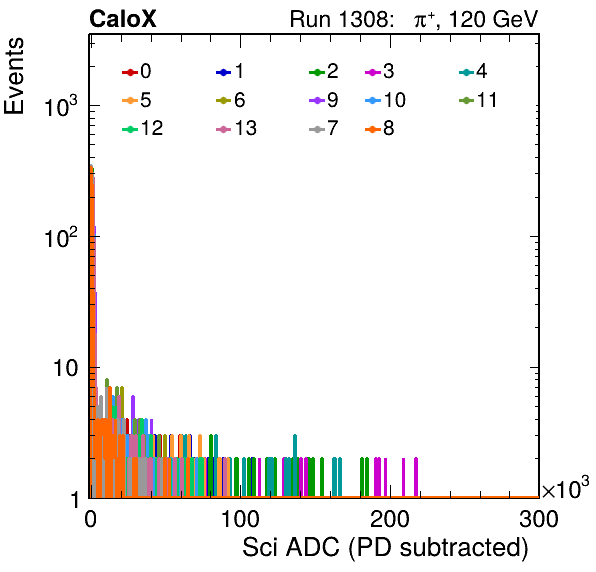 CaloX Run 1308: π⁺, 120 GeV
Events
0 1 2 3 4
5 6 9 10 11
12 13 7 8
10³
10²
10
1
0 100 200 300
×10³
Sci ADC (PD subtracted)